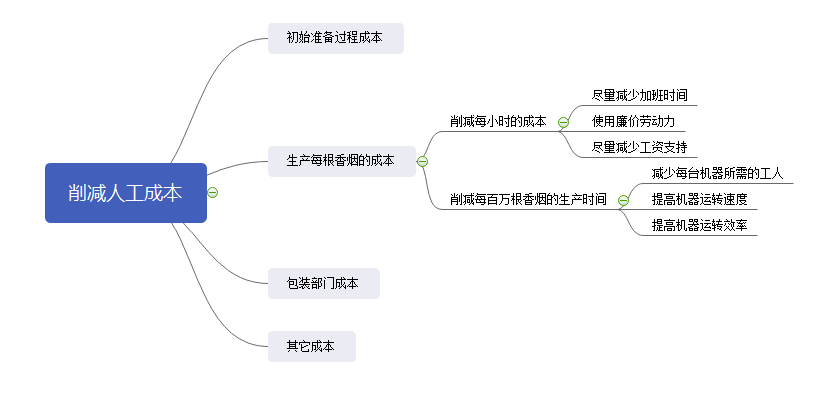 削减人工成本
初始准备过程成本
生产每根香烟的成本
削减每小时的成本
尽量减少加班时间
使用廉价劳动力
尽量减少工资支持
削减每百万根香烟的生产时间
减少每台机器所需的工人
提高机器运转速度
提高机器运转效率
包装部门成本
其它成本